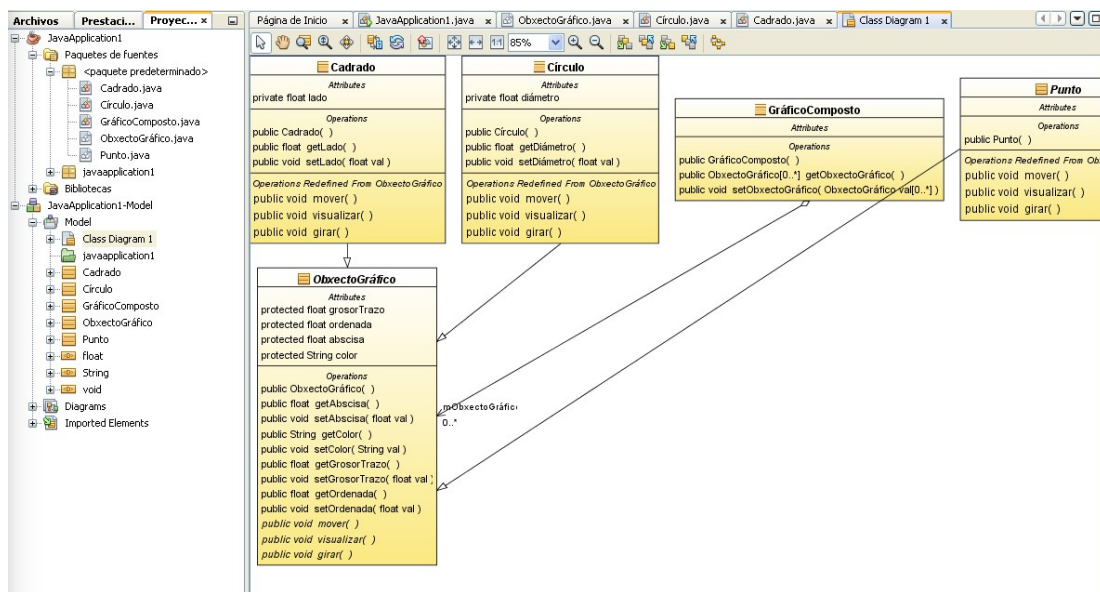 Archivos
Prestaci...
Proyec... x
JavaApplication1
Paquetes de fuentes
<paquete predeterminado>
Cadrado.java
Círculo.java
GráficoComposto.java
ObxectoGráfico.java
Punto.java
javaapplication1
Bibliotecas
JavaApplication1-Model
Model
Class Diagram 1
javaapplication1
Cadrado
Círculo
GráficoComposto
ObxectoGráfico
Punto
float
String
void
Diagrams
Imported Elements
Página de Inicio x
JavaApplication1.java x
ObxectoGráfico.java x
Círculo.java x
Cadrado.java x
Class Diagram 1 x
1:1
85%
Cadrado
Attributes
private float lado
Operations
public Cadrado( )
public float getLado( )
public void setLado( float val )
Operations Redefined From ObxectoGráfico
public void mover( )
public void visualizar( )
public void girar( )
Círculo
Attributes
private float diámetro
Operations
public Círculo( )
public float getDiámetro( )
public void setDiámetro( float val )
Operations Redefined From ObxectoGráfico
public void mover( )
public void visualizar( )
public void girar( )
GráficoComposto
Attributes
Operations
public GráficoComposto( )
public ObxectoGráfico[0..*] getObxectoGráfico( )
public void setObxectoGráfico( ObxectoGráfico val[0..*] )
Punto
Attributes
Operations
public Punto( )
Operations Redefined From Ob
public void mover( )
public void visualizar( )
public void girar( )
ObxectoGráfico
Attributes
protected float grosorTrazo
protected float ordenada
protected float abscisa
protected String color
Operations
public ObxectoGráfico( )
public float getAbscisa( )
public void setAbscisa( float val )
public String getColor( )
public void setColor( String val )
public float getGrosorTrazo( )
public void setGrosorTrazo( float val )
public float getOrdenada( )
public void setOrdenada( float val )
public void mover( )
public void visualizar( )
public void girar( )
mObxectoGráfico
0..*